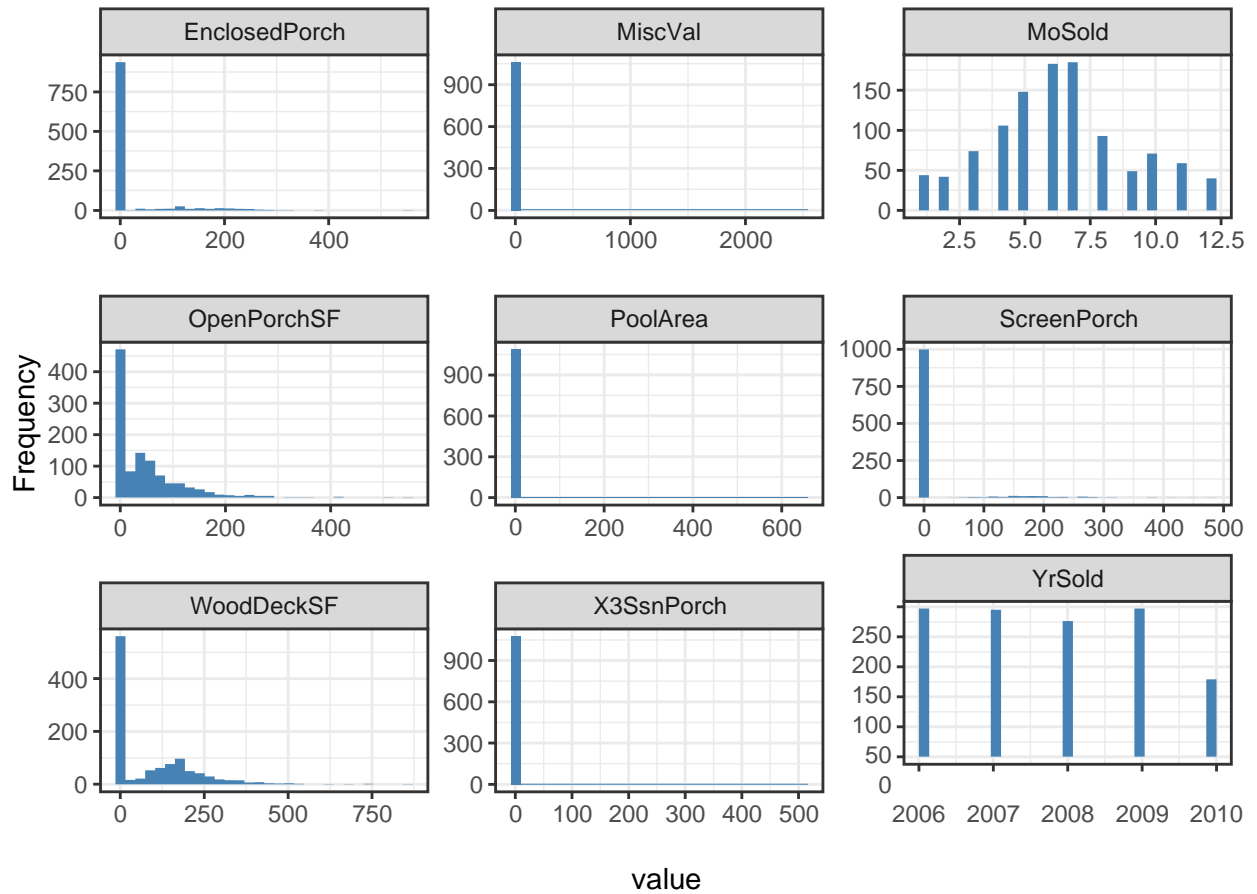 EnclosedPorch
MiscVal
MoSold
750
500
250
0
0 200 400
900
600
300
0
0 1000 2000
150
100
50
0
2.5 5.0 7.5 10.0 12.5
OpenPorchSF
PoolArea
ScreenPorch
400
300
200
100
0
0 200 400
900
600
300
0
0 200 400 600
1000
750
500
250
0
0 100 200 300 400 500
WoodDeckSF
X3SsnPorch
YrSold
400
200
0
0 250 500 750
900
600
300
0
0 100 200 300 400 500
250
200
150
100
50
0
2006 2007 2008 2009 2010
Frequency
value